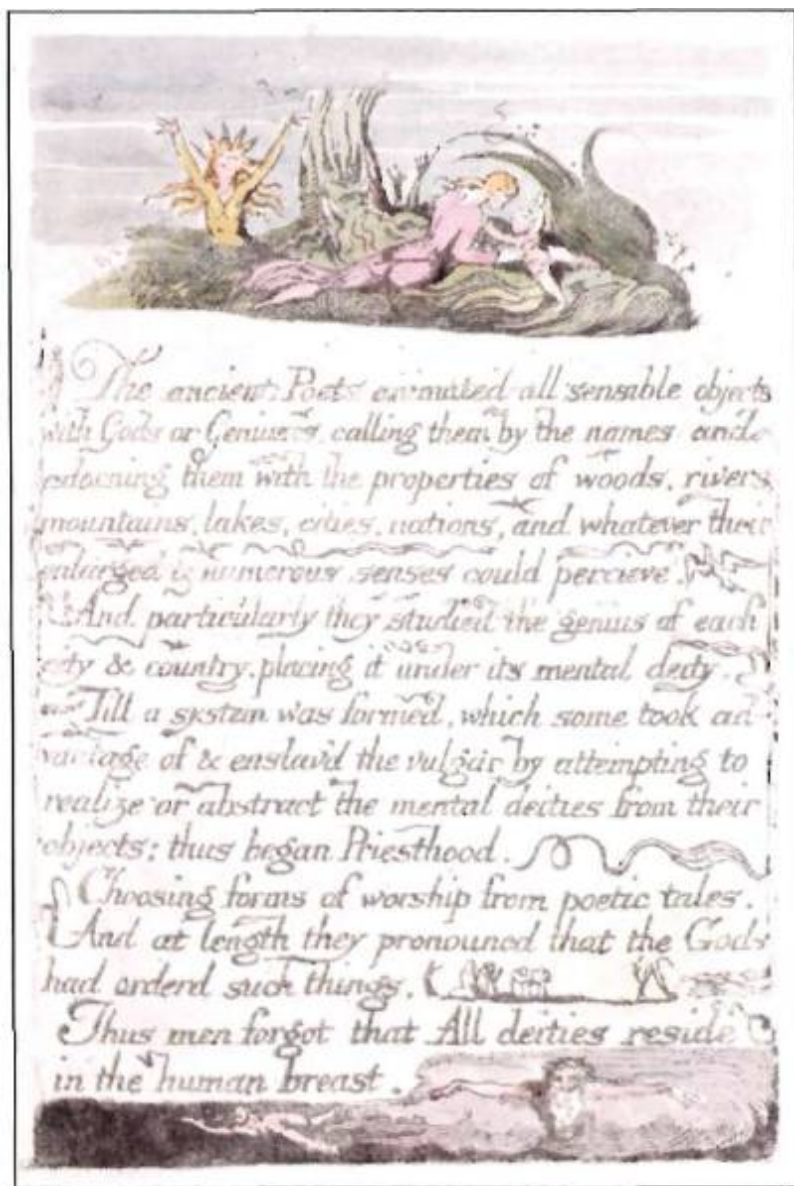 The ancient Poets animated all sensible objects
with Gods or Geniuses, calling them by the names and
adorning them with the properties of woods, rivers,
mountains, lakes, cities, nations, and whatever their
enlarged & numerous senses could percieve.
And particularly they studied the genius of each
city & country, placing it under its mental deity.
Till a system was formed, which some took ad-
vantage of & enslav'd the vulgar by attempting to
realize or abstract the mental deities from their
objects: thus began Priesthood.
Choosing forms of worship from poetic tales.
And at length they pronounced that the Gods
had orderd such things.
Thus men forgot that All deities reside
in the human breast.